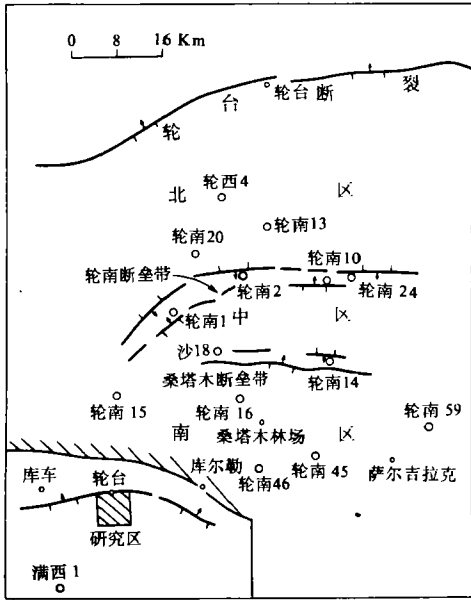 0 8 16 Km
轮台断裂
轮台
北区
轮西4
轮南13
轮南20
轮南10
轮南断垒带
轮南2
轮南24
轮南1
中区
沙18
桑塔木断垒带
轮南14
轮南15
轮南16
轮南59
南区
桑塔木林场
库尔勒
轮南46
轮南45
萨尔吉拉克
库车
轮台
研究区
满西1